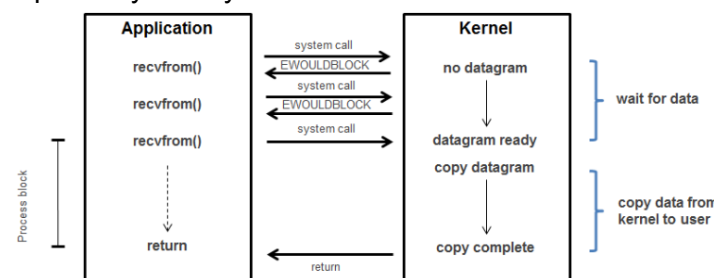 Application
Kernel
system call
recvfrom()
EWOULDBLOCK
no datagram
system call
wait for data
recvfrom()
EWOULDBLOCK
system call
recvfrom()
datagram ready
copy datagram
Process block
copy data from
kernel to user
return
copy complete
return